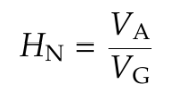 H_N = V_A / V_G